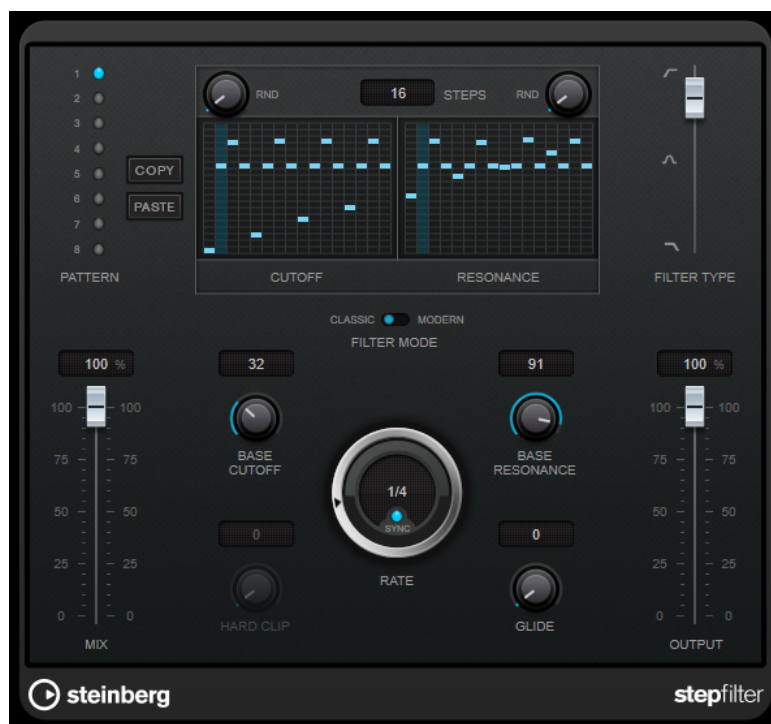 1
RND
16
STEPS
RND
2
3
4
5
6
7
8
COPY
PASTE
PATTERN
CUTOFF
RESONANCE
FILTER TYPE
CLASSIC
MODERN
FILTER MODE
100 %
32
91
100 %
100
100
75
75
50
50
25
25
0
0
MIX
BASE
CUTOFF
0
HARD CLIP
1/4
SYNC
RATE
BASE
RESONANCE
0
GLIDE
100
100
75
75
50
50
25
25
0
0
OUTPUT
steinberg
stepfilter